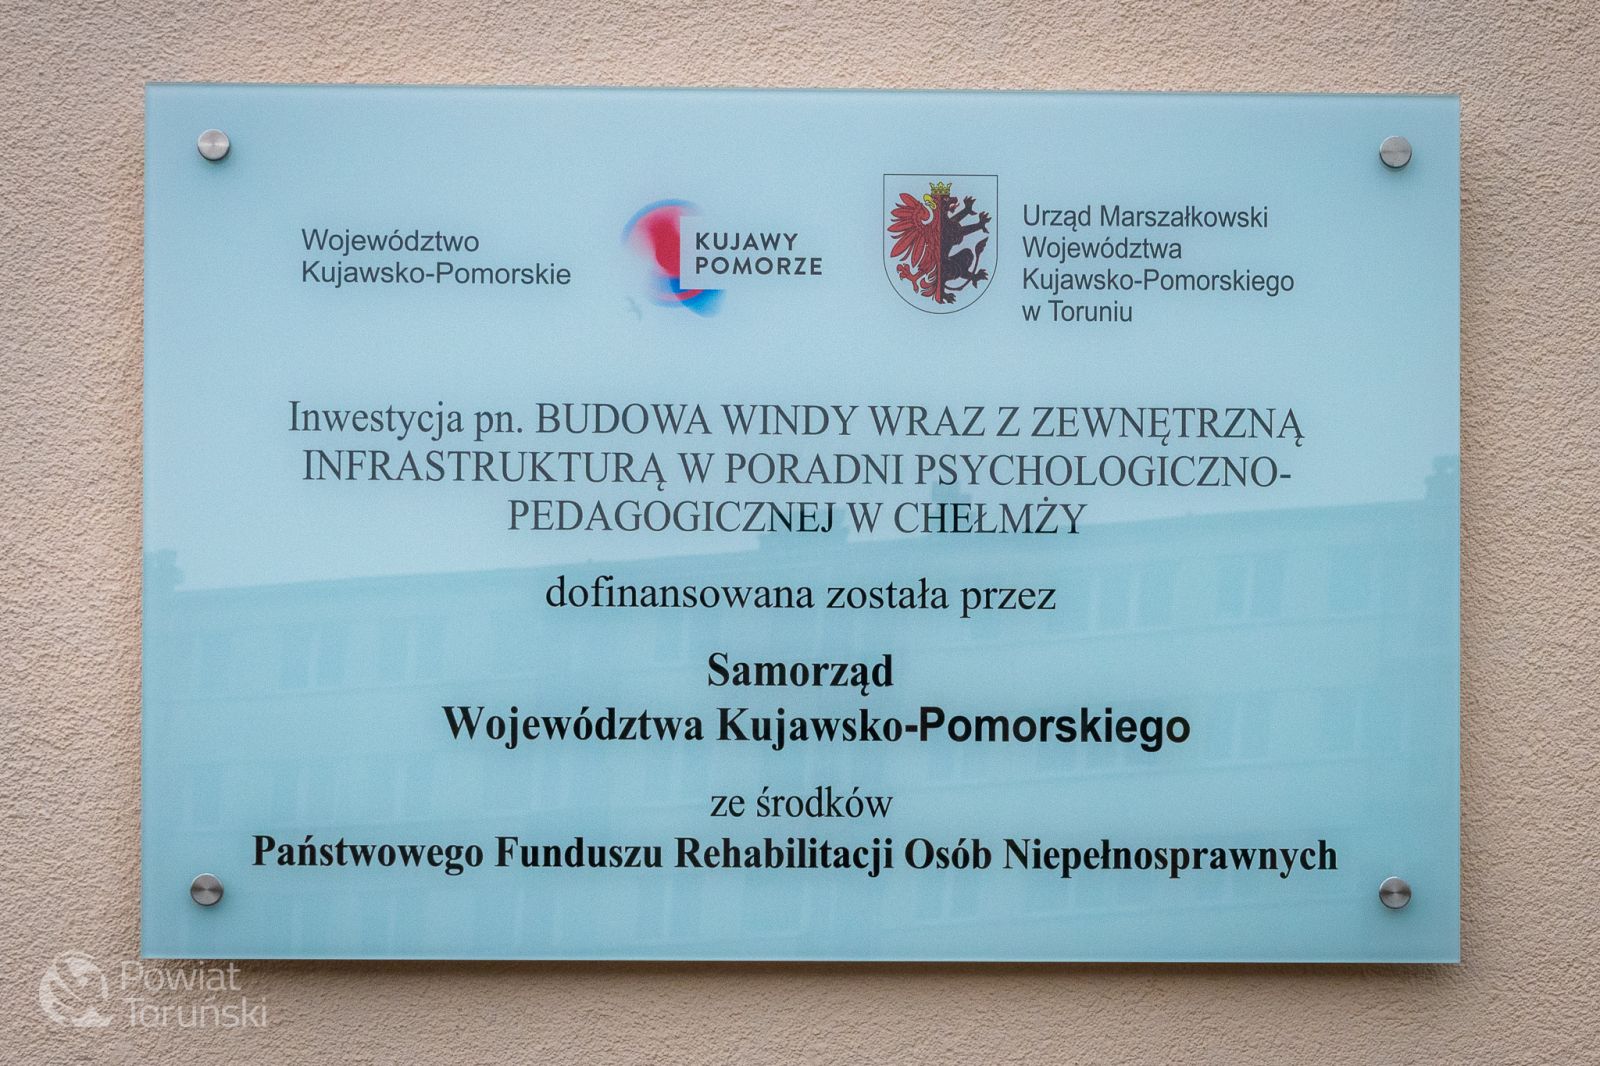 Województwo
Kujawsko-Pomorskie
KUJAWY
POMORZE
Urząd Marszałkowski
Województwa
Kujawsko-Pomorskiego
w Toruniu
Inwestycja pn. BUDOWA WINDY WRAZ Z ZEWNĘTRZNĄ
INFRASTRUKTURĄ W PORADNI PSYCHOLOGICZNO-
PEDAGOGICZNEJ W CHEŁMŻY
dofinansowana została przez
Samorząd
Województwa Kujawsko-Pomorskiego
ze środków
Państwowego Funduszu Rehabilitacji Osób Niepełnosprawnych
Powiat
Toruński